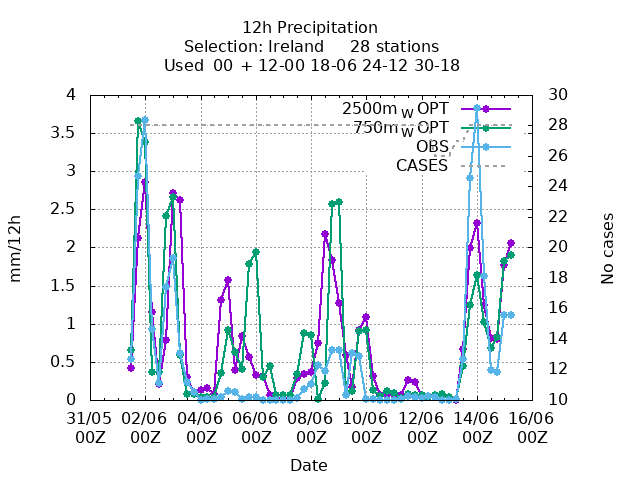 12h Precipitation
Selection: Ireland 28 stations
Used 00 + 12-00 18-06 24-12 30-18
2500m_W OPT
750m_W OPT
OBS
CASES
4
3.5
3
2.5
2
1.5
1
0.5
0
30
28
26
24
22
20
18
16
14
12
10
mm/12h
No cases
31/05 02/06 04/06 06/06 08/06 10/06 12/06 14/06 16/06
00Z 00Z 00Z 00Z 00Z 00Z 00Z 00Z 00Z
Date